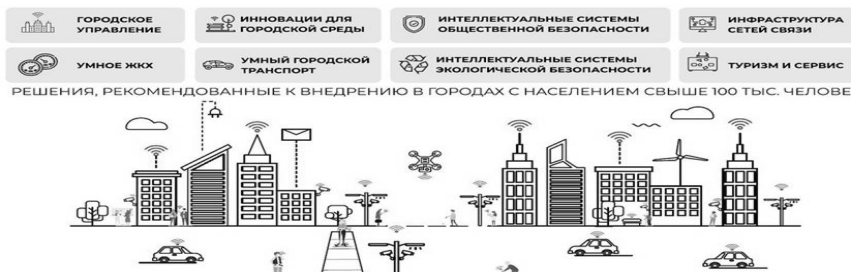 ГОРОДСКОЕ
УПРАВЛЕНИЕ
ИННОВАЦИИ ДЛЯ
ГОРОДСКОЙ СРЕДЫ
ИНТЕЛЛЕКТУАЛЬНЫЕ СИСТЕМЫ
ОБЩЕСТВЕННОЙ БЕЗОПАСНОСТИ
ИНФРАСТРУКТУРА
СЕТЕЙ СВЯЗИ
УМНОЕ ЖКХ
УМНЫЙ ГОРОДСКОЙ
ТРАНСПОРТ
ИНТЕЛЛЕКТУАЛЬНЫЕ СИСТЕМЫ
ЭКОЛОГИЧЕСКОЙ БЕЗОПАСНОСТИ
ТУРИЗМ И СЕРВИС
РЕШЕНИЯ, РЕКОМЕНДОВАННЫЕ К ВНЕДРЕНИЮ В ГОРОДАХ С НАСЕЛЕНИЕМ СВЫШЕ 100 ТЫС. ЧЕЛОВЕ